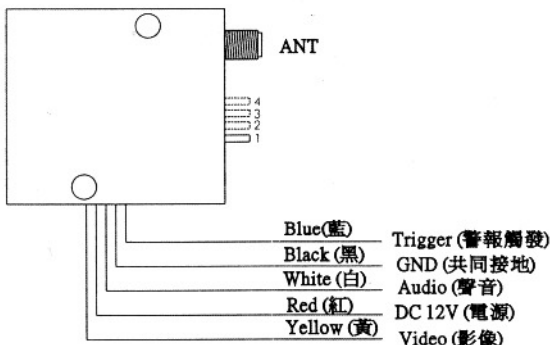 ANT
4
3
2
1
Blue(藍) Trigger (警報觸發)
Black (黑) GND (共同接地)
White (白) Audio (聲音)
Red (紅) DC 12V (電源)
Yellow (黃) Video (影像)